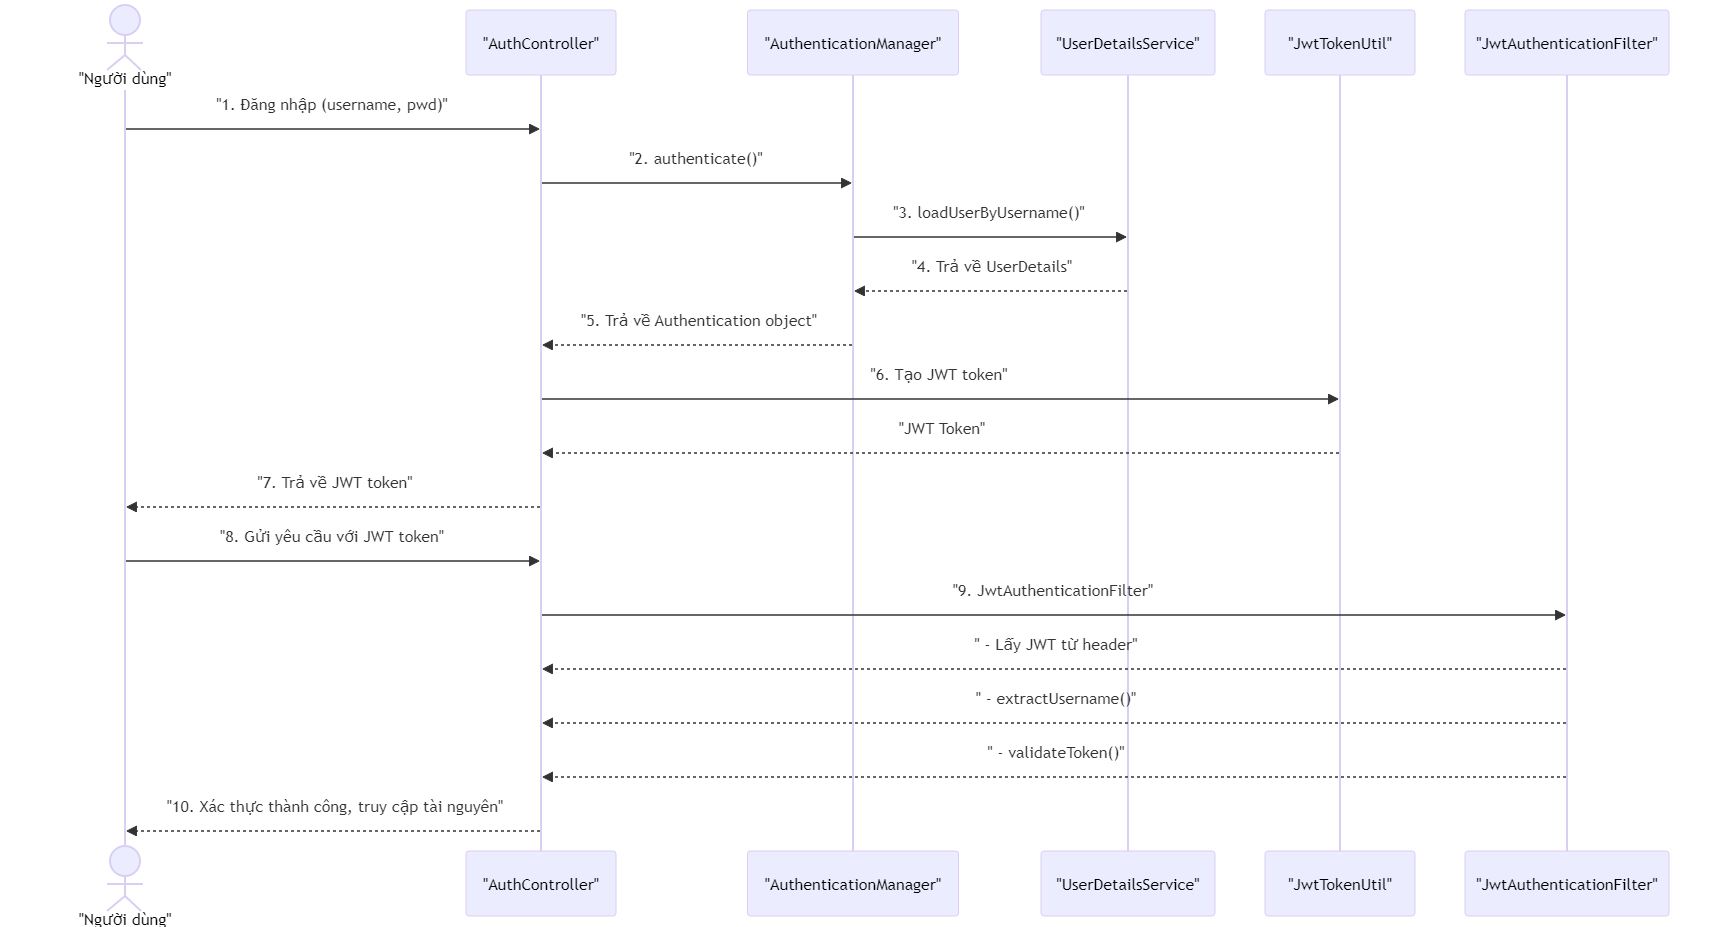 "Người dùng"
"AuthController"
"AuthenticationManager"
"UserDetailsService"
"JwtTokenUtil"
"JwtAuthenticationFilter"
"1. Đăng nhập (username, pwd)"
"2. authenticate()"
"3. loadUserByUsername()"
"4. Trả về UserDetails"
"5. Trả về Authentication object"
"6. Tạo JWT token"
"JWT Token"
"7. Trả về JWT token"
"8. Gửi yêu cầu với JWT token"
"9. JwtAuthenticationFilter"
" - Lấy JWT từ header"
" - extractUsername()"
" - validateToken()"
"10. Xác thực thành công, truy cập tài nguyên"
"Người dùng"
"AuthController"
"AuthenticationManager"
"UserDetailsService"
"JwtTokenUtil"
"JwtAuthenticationFilter"